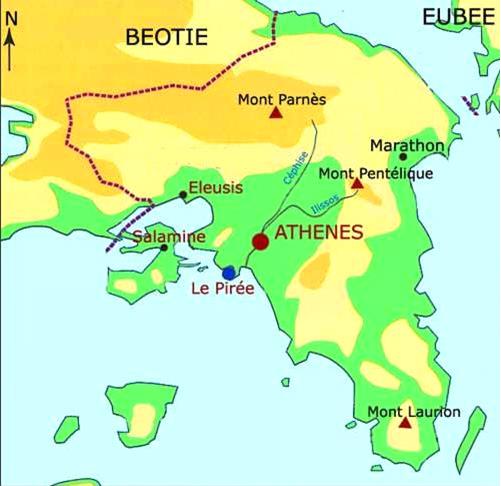 N
EUBEE
BEOTIE
Mont Parnès
Marathon
Céphise
Mont Pentélique
Eleusis
Ilissos
Salamine
ATHENES
Le Pirée
Mont Laurion